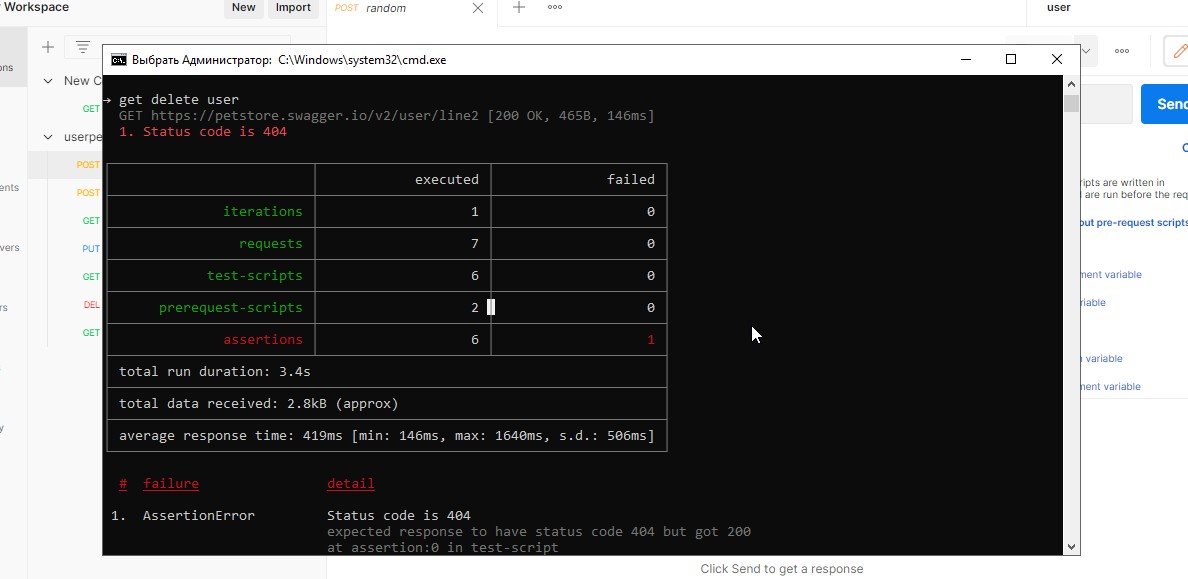 Workspace
New
Import
POST random
user
ons
New C
GET
userpe
POST
POST
GET
PUT
GET
DEL
GET
ents
vers
rs
y
Выбрать Администратор: C:\Windows\system32\cmd.exe
→ get delete user
GET https://petstore.swagger.io/v2/user/line2 [200 OK, 465B, 146ms]
1. Status code is 404
executed failed
iterations 1 0
requests 7 0
test-scripts 6 0
prerequest-scripts 2 0
assertions 6 1
total run duration: 3.4s
total data received: 2.8kB (approx)
average response time: 419ms [min: 146ms, max: 1640ms, s.d.: 506ms]
# failure detail
1. AssertionError Status code is 404
expected response to have status code 404 but got 200
at assertion:0 in test-script
Send
C
ripts are written in
are run before the req
out pre-request scripts
ment variable
riable
variable
ment variable
Click Send to get a response